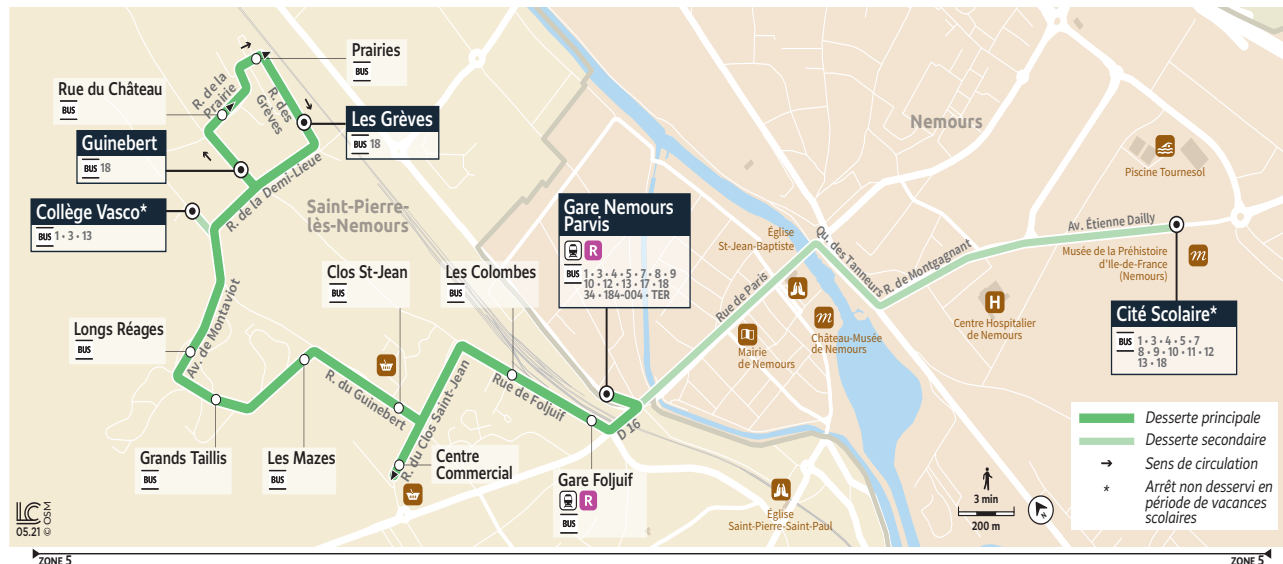 Prairies
BUS
Rue du Château
BUS
R. de la
Prairie
R. des
Grèves
Les Grèves
BUS 18
Guinebert
BUS 18
R. de la Demi-Lieue
Collège Vasco*
BUS 1 • 3 • 13
Saint-Pierre-
lès-Nemours
Nemours
Piscine Tournesol
Gare Nemours
Parvis
R
BUS 1 • 3 • 4 • 5 • 7 • 8 • 9
10 • 12 • 13 • 17 • 18
34 • 184-004 • TER
Église
St-Jean-Baptiste
Qu. des Tanneurs
R. de Montgagnant
Av. Étienne Dailly
Musée de la Préhistoire
d'Ile-de-France
(Nemours)
m
Clos St-Jean
BUS
Les Colombes
BUS
Rue de Paris
Mairie
de Nemours
m
Château-Musée
de Nemours
H
Centre Hospitalier
de Nemours
Cité Scolaire*
BUS 1 • 3 • 4 • 5 • 7
8 • 9 • 10 • 11 • 12
13 • 18
Longs Réages
BUS
Av. de Montaviot
R. du Guinebert
R. du Clos Saint-Jean
Rue de Foljuif
D 16
Grands Taillis
BUS
Les Mazes
BUS
Centre
Commercial
Gare Foljuif
R
BUS
Église
Saint-Pierre-Saint-Paul
3 min
200 m
N
Desserte principale
Desserte secondaire
Sens de circulation
* Arrêt non desservi en
période de vacances
scolaires
LC
05.21 © OSM
ZONE 5
ZONE 5